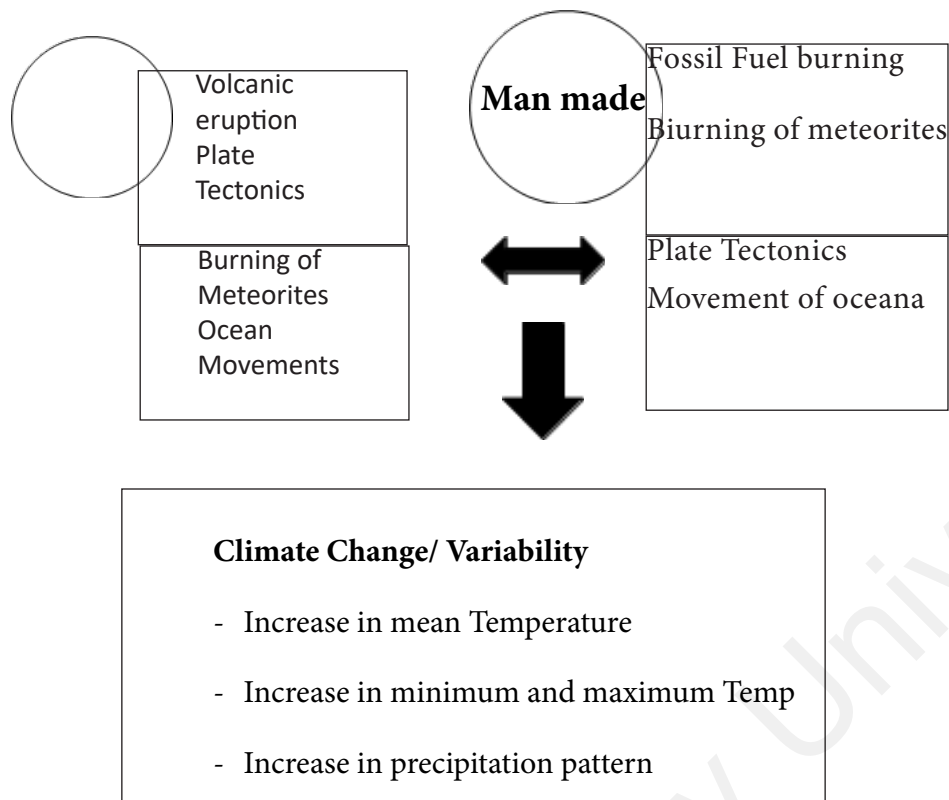 Volcanic
eruption
Plate
Tectonics
Burning of
Meteorites
Ocean
Movements
Man made
Fossil Fuel burning
Biurning of meteorites
Plate Tectonics
Movement of oceana
Climate Change/ Variability
- Increase in mean Temperature
- Increase in minimum and maximum Temp
- Increase in precipitation pattern